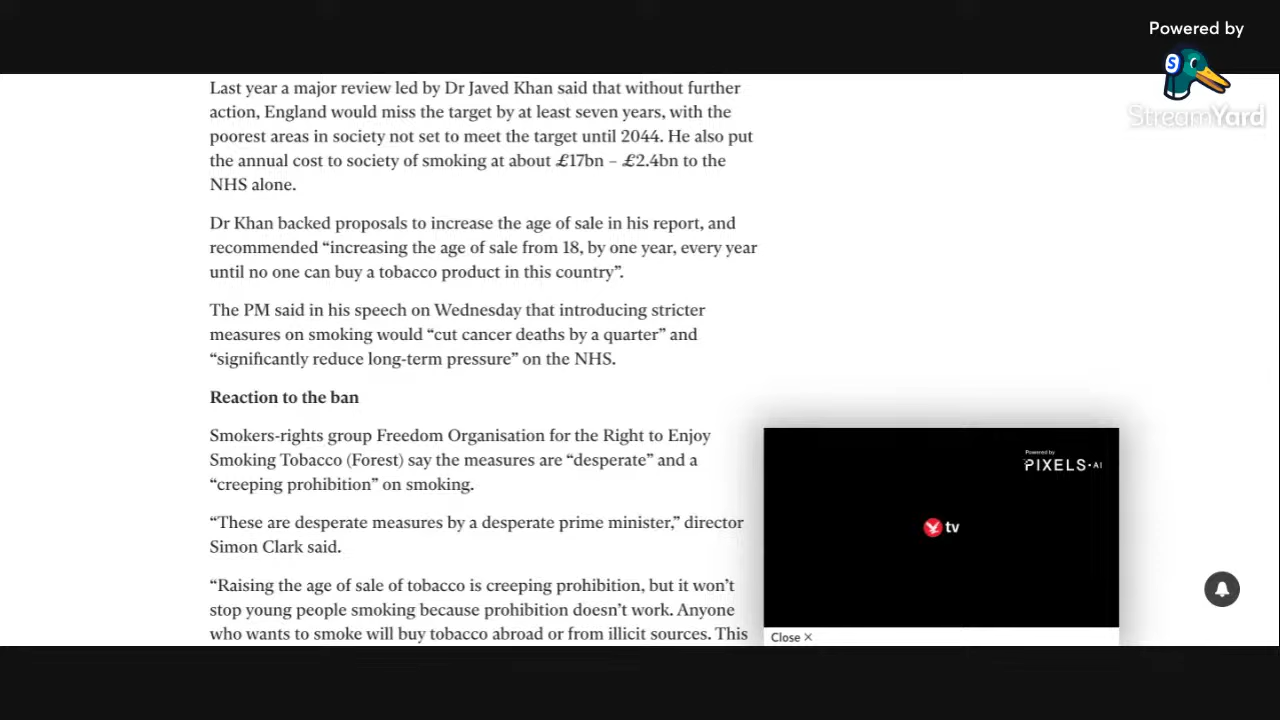 Powered by
S
StreamYard
Last year a major review led by Dr Javed Khan said that without further
action, England would miss the target by at least seven years, with the
poorest areas in society not set to meet the target until 2044. He also put
the annual cost to society of smoking at about £17bn – £2.4bn to the
NHS alone.
Dr Khan backed proposals to increase the age of sale in his report, and
recommended “increasing the age of sale from 18, by one year, every year
until no one can buy a tobacco product in this country”.
The PM said in his speech on Wednesday that introducing stricter
measures on smoking would “cut cancer deaths by a quarter” and
“significantly reduce long-term pressure” on the NHS.
Reaction to the ban
Smokers-rights group Freedom Organisation for the Right to Enjoy
Smoking Tobacco (Forest) say the measures are “desperate” and a
“creeping prohibition” on smoking.
“These are desperate measures by a desperate prime minister,” director
Simon Clark said.
“Raising the age of sale of tobacco is creeping prohibition, but it won’t
stop young people smoking because prohibition doesn’t work. Anyone
who wants to smoke will buy tobacco abroad or from illicit sources. This
Powered by
PIXELS.AI
tv
Close ×